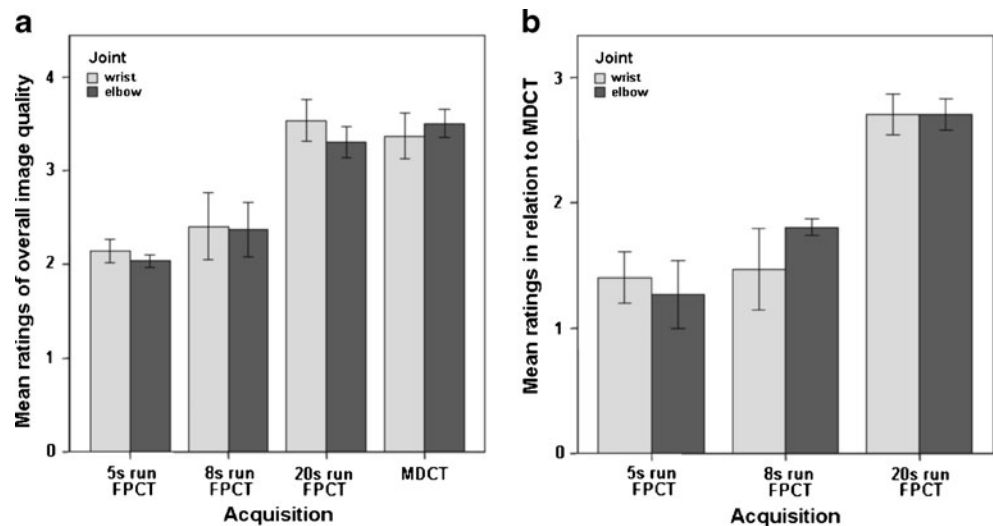 a
Mean ratings of overall image quality
4
3
2
1
0
Joint
wrist
elbow
5s run FPCT
8s run FPCT
20s run FPCT
MDCT
Acquisition
b
Mean ratings in relation to MDCT
3
2
1
0
Joint
wrist
elbow
5s run FPCT
8s run FPCT
20s run FPCT
Acquisition